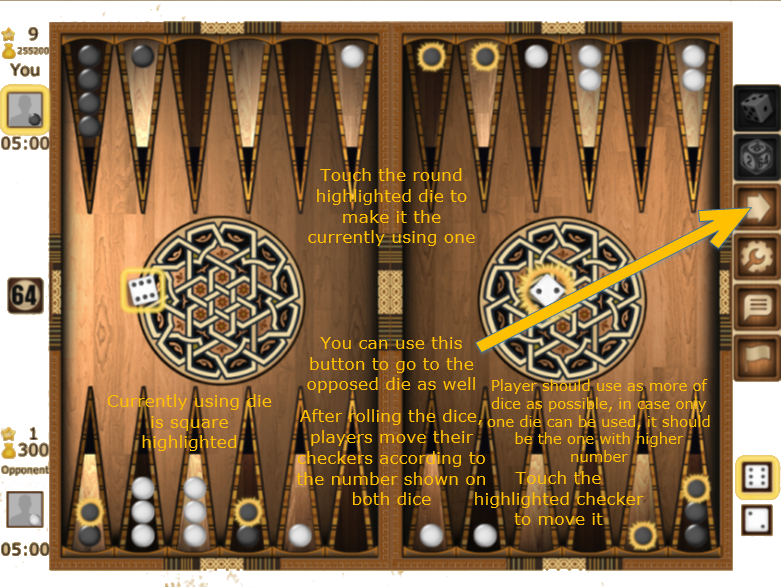 9
255200
You
05:00
Touch the round
highlighted die to
make it the
currently using one
64
You can use this
button to go to the
opposed die as well
Currently using die
is square
highlighted
After rolling the dice,
players move their
checkers according to
the number shown on
both dice
Player should use as more of
dice as possible, in case only
one die can be used, it should
be the one with higher
number
Touch the
highlighted checker
to move it
1
300
Opponent
05:00